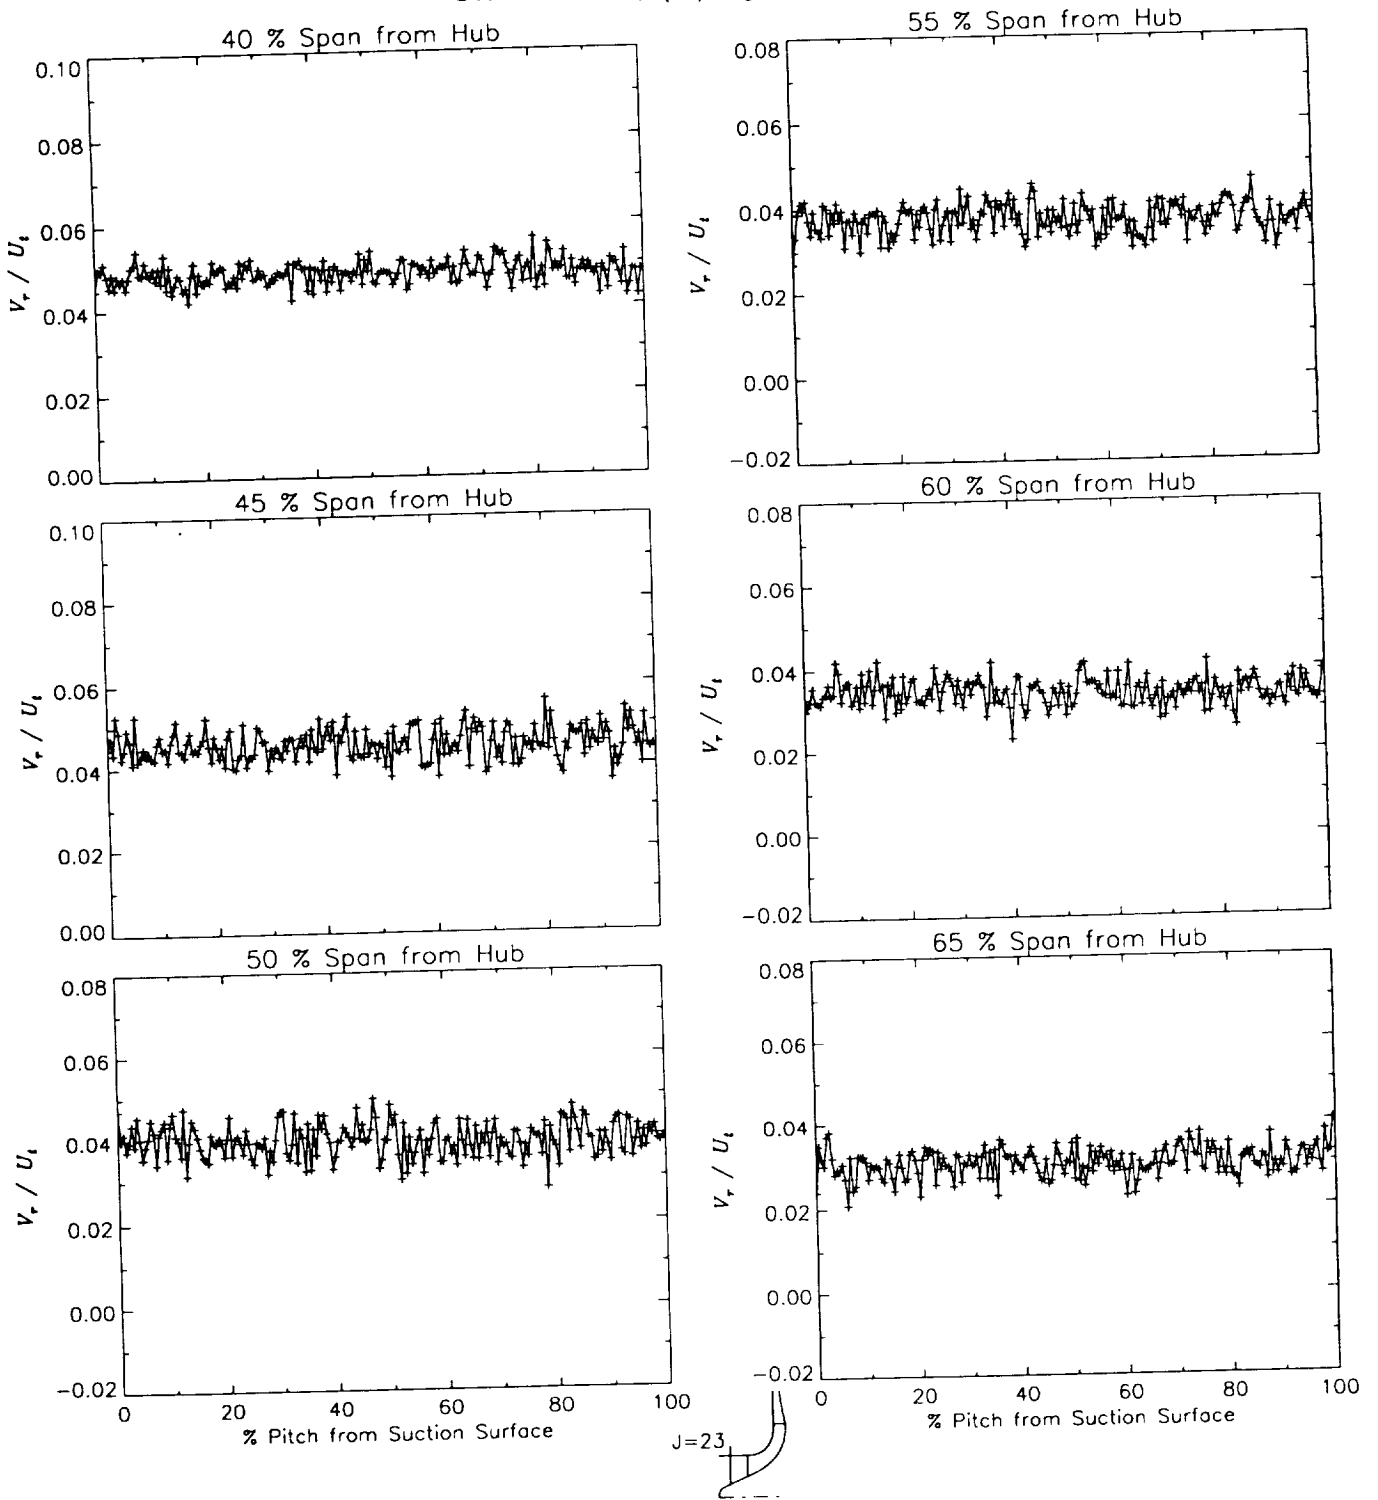 40 % Span from Hub
0.10
0.08
0.06
0.04
0.02
0.00
V_r / U_t
45 % Span from Hub
0.10
0.08
0.06
0.04
0.02
0.00
V_r / U_t
50 % Span from Hub
0.08
0.06
0.04
0.02
0.00
−0.02
V_r / U_t
0 20 40 60 80 100
% Pitch from Suction Surface
55 % Span from Hub
0.08
0.06
0.04
0.02
0.00
−0.02
V_r / U_t
60 % Span from Hub
0.08
0.06
0.04
0.02
0.00
−0.02
V_r / U_t
65 % Span from Hub
0.08
0.06
0.04
0.02
0.00
−0.02
V_r / U_t
0 20 40 60 80 100
% Pitch from Suction Surface
J=23